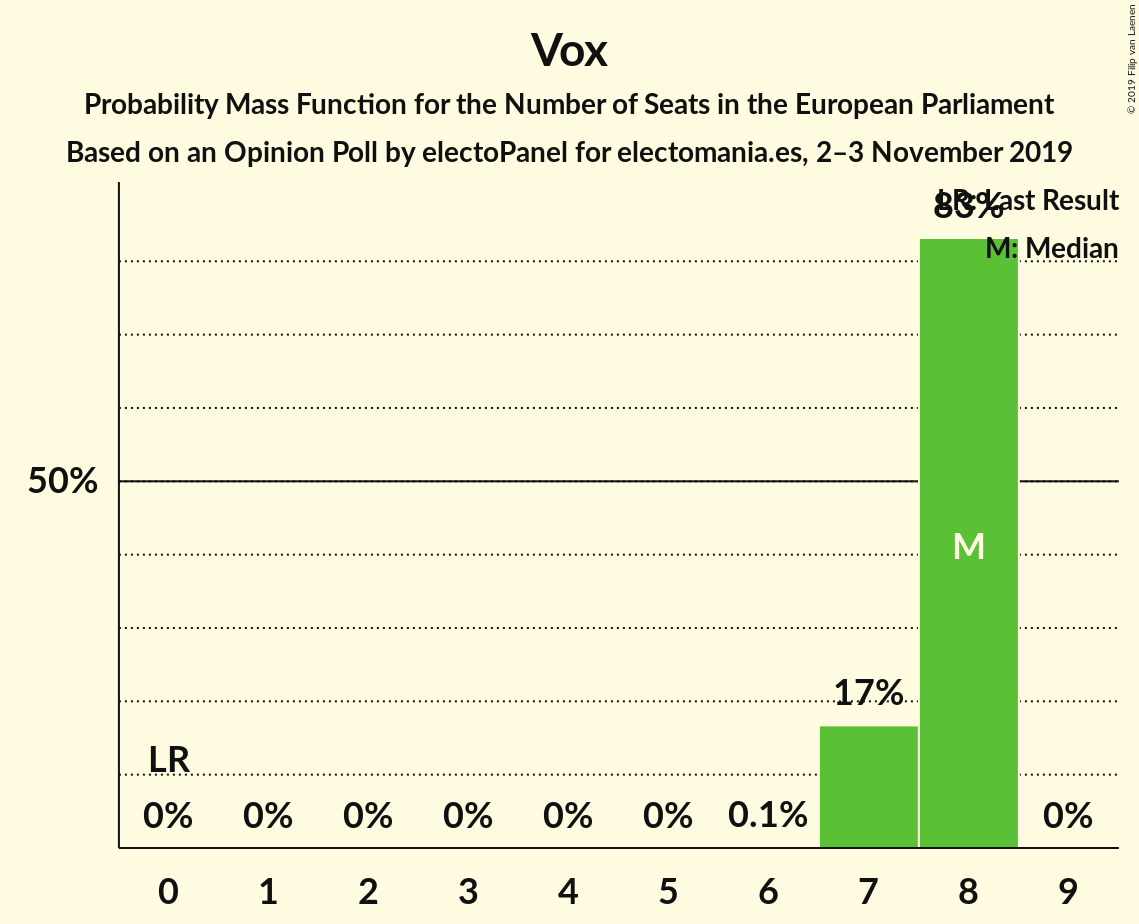 Vox
Probability Mass Function for the Number of Seats in the European Parliament
Based on an Opinion Poll by electoPanel for electomania.es, 2–3 November 2019
© 2019 Filip van Laenen
LR: Last Result
M: Median
83%
50%
M
17%
LR
0% 0% 0% 0% 0% 0% 0.1% 0%
0 1 2 3 4 5 6 7 8 9